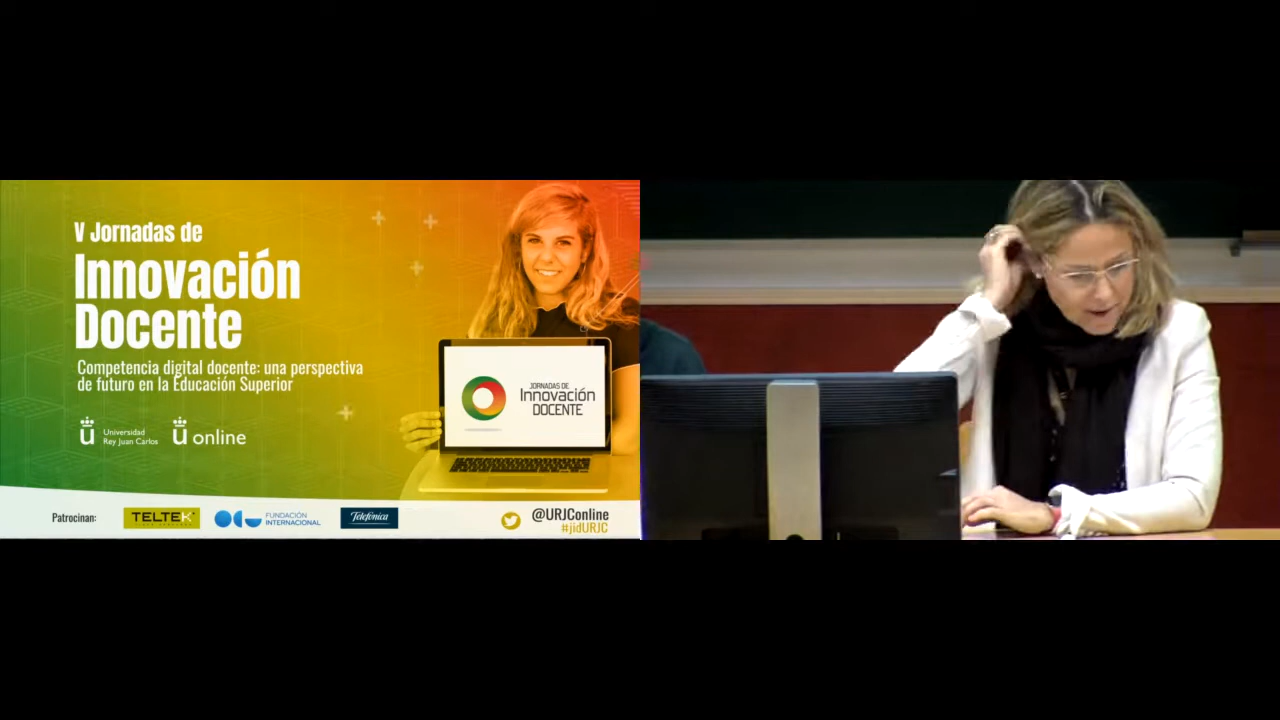 V Jornadas de
Innovación
Docente
Competencia digital docente: una perspectiva
de futuro en la Educación Superior
Universidad
Rey Juan Carlos
online
JORNADAS DE
Innovación
DOCENTE
Patrocinan:
TELTEK
FUNDACIÓN
INTERNACIONAL
Telefónica
@URJConline
#jidURJC